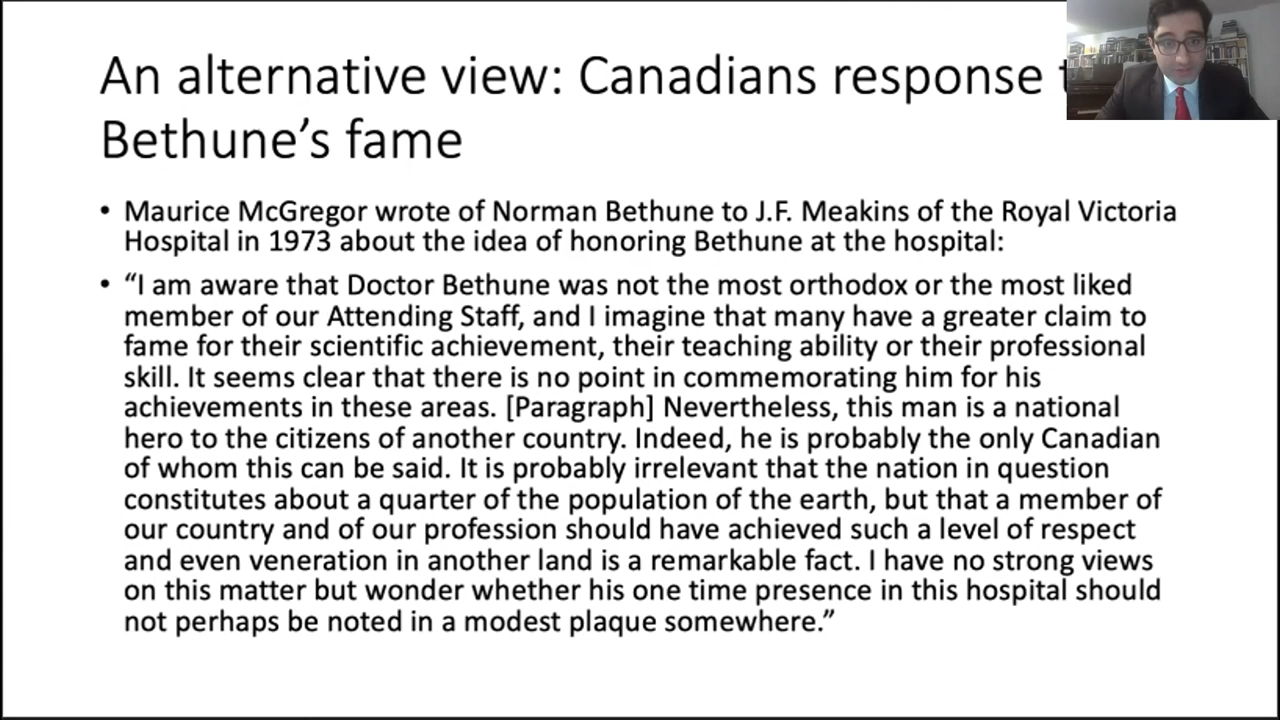 An alternative view: Canadians response
Bethune’s fame
• Maurice McGregor wrote of Norman Bethune to J.F. Meakins of the Royal Victoria
Hospital in 1973 about the idea of honoring Bethune at the hospital:
• “I am aware that Doctor Bethune was not the most orthodox or the most liked
member of our Attending Staff, and I imagine that many have a greater claim to
fame for their scientific achievement, their teaching ability or their professional
skill. It seems clear that there is no point in commemorating him for his
achievements in these areas. [Paragraph] Nevertheless, this man is a national
hero to the citizens of another country. Indeed, he is probably the only Canadian
of whom this can be said. It is probably irrelevant that the nation in question
constitutes about a quarter of the population of the earth, but that a member of
our country and of our profession should have achieved such a level of respect
and even veneration in another land is a remarkable fact. I have no strong views
on this matter but wonder whether his one time presence in this hospital should
not perhaps be noted in a modest plaque somewhere.”